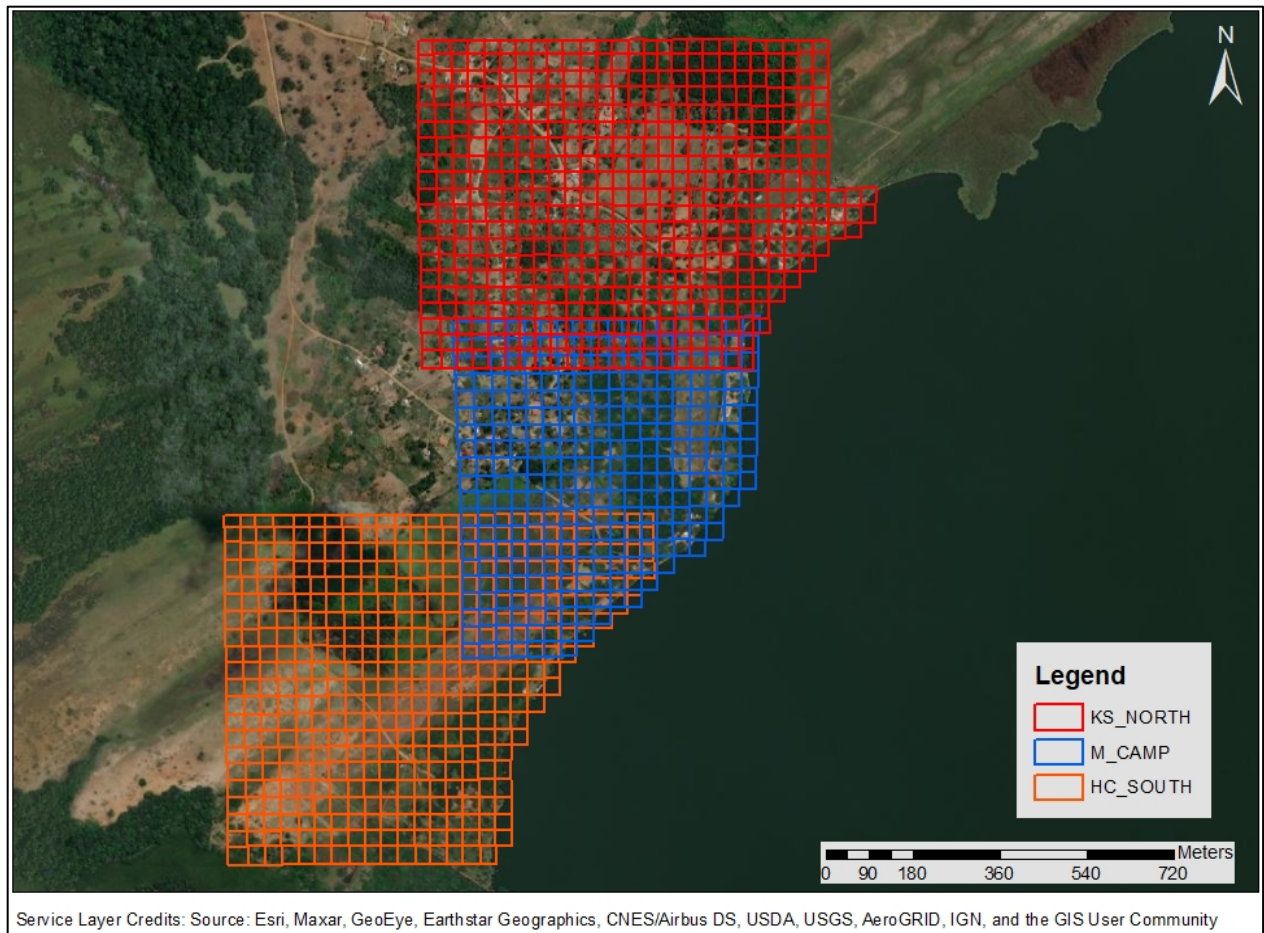 N
Legend
KS_NORTH
M_CAMP
HC_SOUTH
Meters
0 90 180 360 540 720
Service Layer Credits: Source: Esri, Maxar, GeoEye, Earthstar Geographics, CNES/Airbus DS, USDA, USGS, AeroGRID, IGN, and the GIS User Community